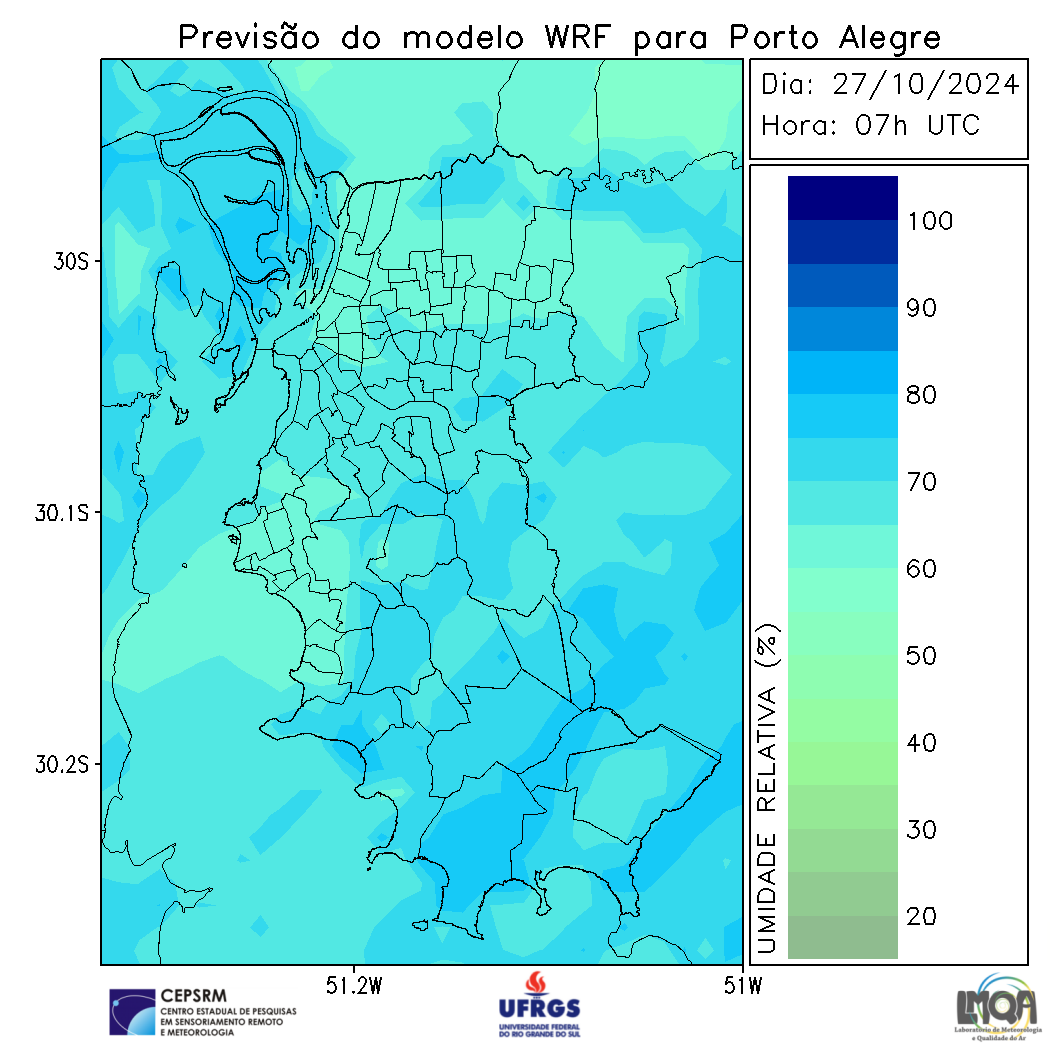 Previsão do modelo WRF para Porto Alegre
Dia: 27/10/2024
Hora: 07h UTC
100
90
80
70
60
50
40
30
20
UMIDADE RELATIVA (%)
30S
30.1S
30.2S
51.2W
51W
CEPSRM
CENTRO ESTADUAL DE PESQUISAS
EM SENSORIAMENTO REMOTO
E METEOROLOGIA
UFRGS
UNIVERSIDADE FEDERAL
DO RIO GRANDE DO SUL
LMQA
Laboratório de Meteorologia
e Qualidade do Ar